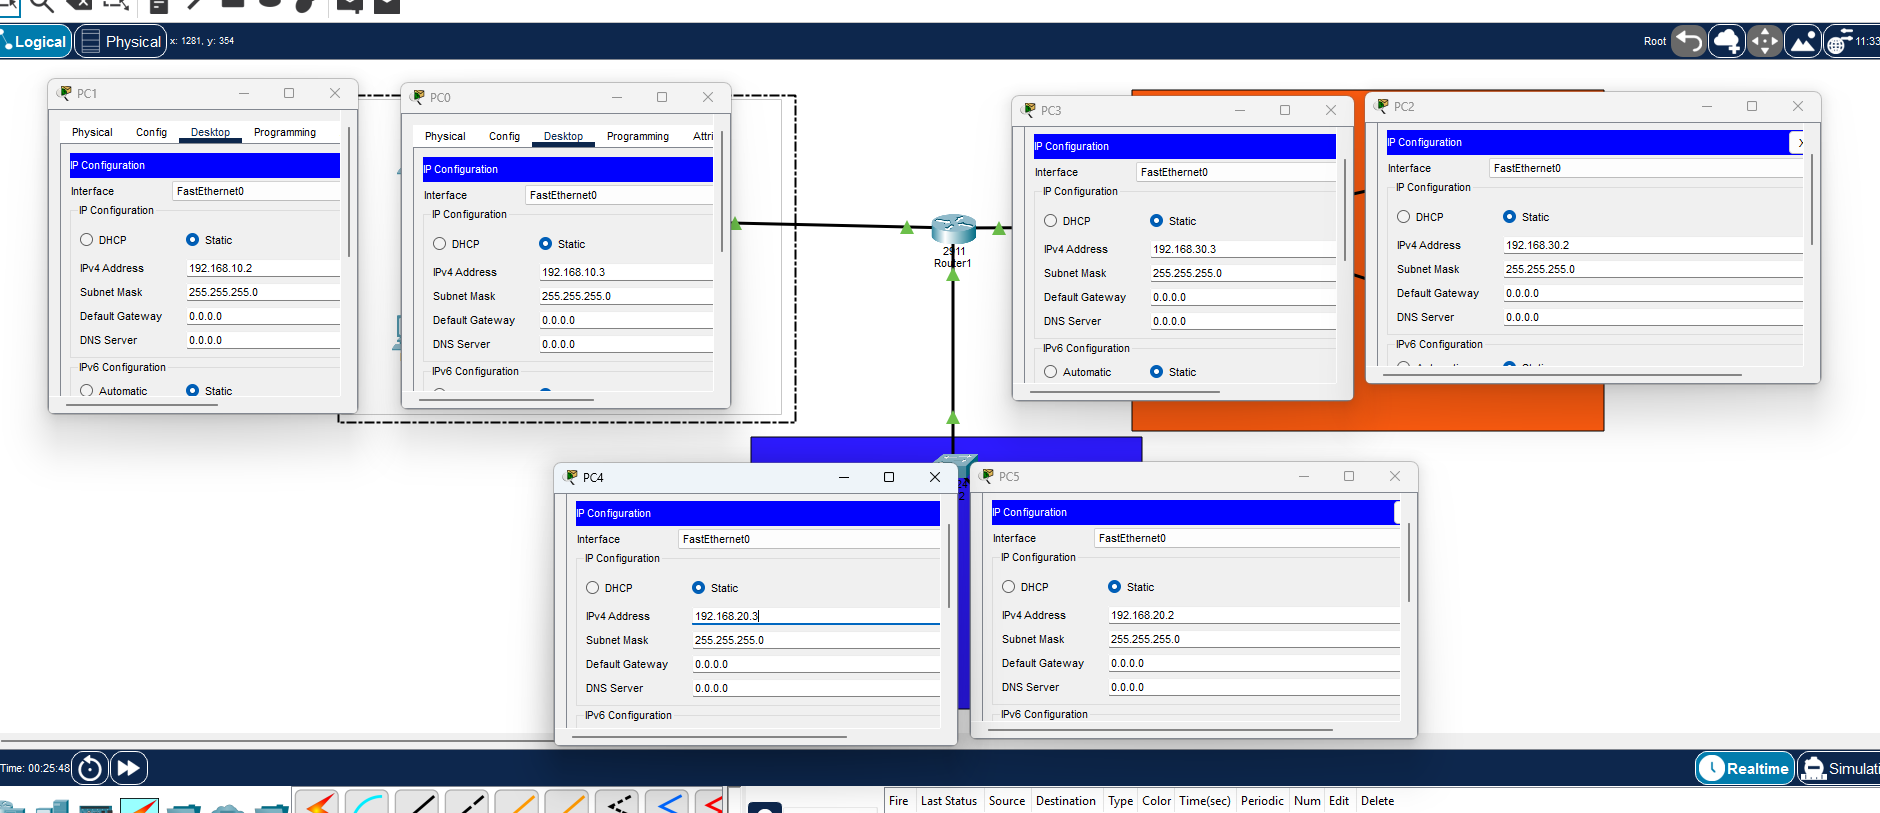 Logical
Physical
x: 1281, y: 354
Root
11:33
PC1
Physical Config Desktop Programming
IP Configuration
Interface FastEthernet0
IP Configuration
DHCP Static
IPv4 Address 192.168.10.2
Subnet Mask 255.255.255.0
Default Gateway 0.0.0.0
DNS Server 0.0.0.0
IPv6 Configuration
Automatic Static
PC0
Physical Config Desktop Programming Attri
IP Configuration
Interface FastEthernet0
IP Configuration
DHCP Static
IPv4 Address 192.168.10.3
Subnet Mask 255.255.255.0
Default Gateway 0.0.0.0
DNS Server 0.0.0.0
IPv6 Configuration
2911
Router1
PC3
IP Configuration
Interface FastEthernet0
IP Configuration
DHCP Static
IPv4 Address 192.168.30.3
Subnet Mask 255.255.255.0
Default Gateway 0.0.0.0
DNS Server 0.0.0.0
IPv6 Configuration
Automatic Static
PC2
IP Configuration X
Interface FastEthernet0
IP Configuration
DHCP Static
IPv4 Address 192.168.30.2
Subnet Mask 255.255.255.0
Default Gateway 0.0.0.0
DNS Server 0.0.0.0
IPv6 Configuration
PC4
IP Configuration
Interface FastEthernet0
IP Configuration
DHCP Static
IPv4 Address 192.168.20.3
Subnet Mask 255.255.255.0
Default Gateway 0.0.0.0
DNS Server 0.0.0.0
IPv6 Configuration
PC5
IP Configuration
Interface FastEthernet0
IP Configuration
DHCP Static
IPv4 Address 192.168.20.2
Subnet Mask 255.255.255.0
Default Gateway 0.0.0.0
DNS Server 0.0.0.0
IPv6 Configuration
Time: 00:25:48
Realtime
Simulati
Fire Last Status Source Destination Type Color Time(sec) Periodic Num Edit Delete